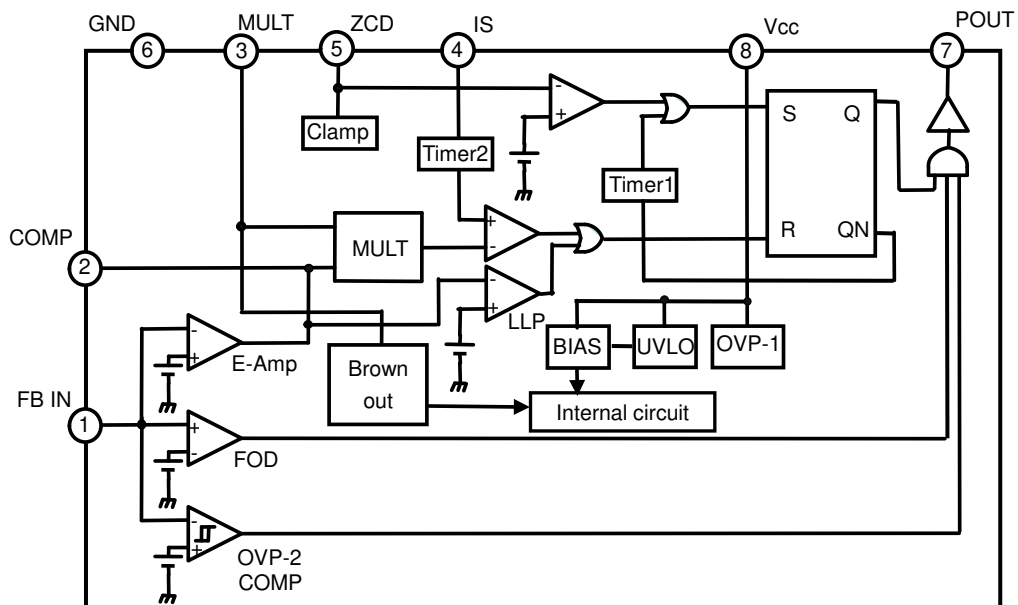 GND MULT ZCD IS Vcc POUT
6 3 5 4 8 7
- +
Clamp
S Q
Timer2
Timer1
+ -
R QN
COMP
MULT
2
- +
LLP
- +
E-Amp
BIAS UVLO OVP-1
Brown
out
FB IN
1
Internal circuit
+ -
FOD
- +
OVP-2
COMP